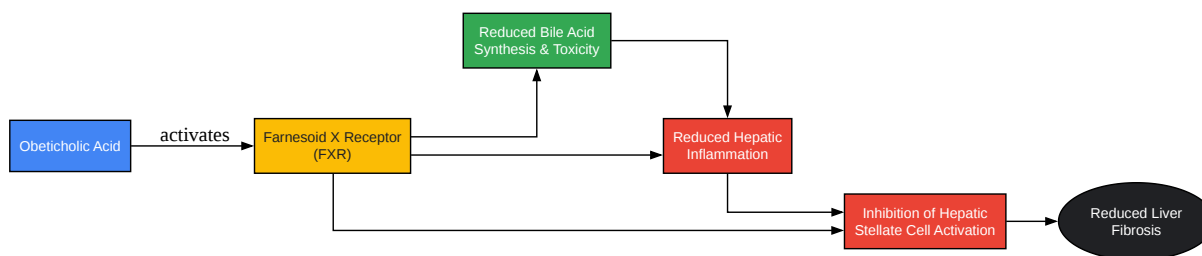 Reduced Bile Acid
Synthesis & Toxicity
Obeticholic Acid
activates
Farnesoid X Receptor
(FXR)
Reduced Hepatic
Inflammation
Inhibition of Hepatic
Stellate Cell Activation
Reduced Liver
Fibrosis